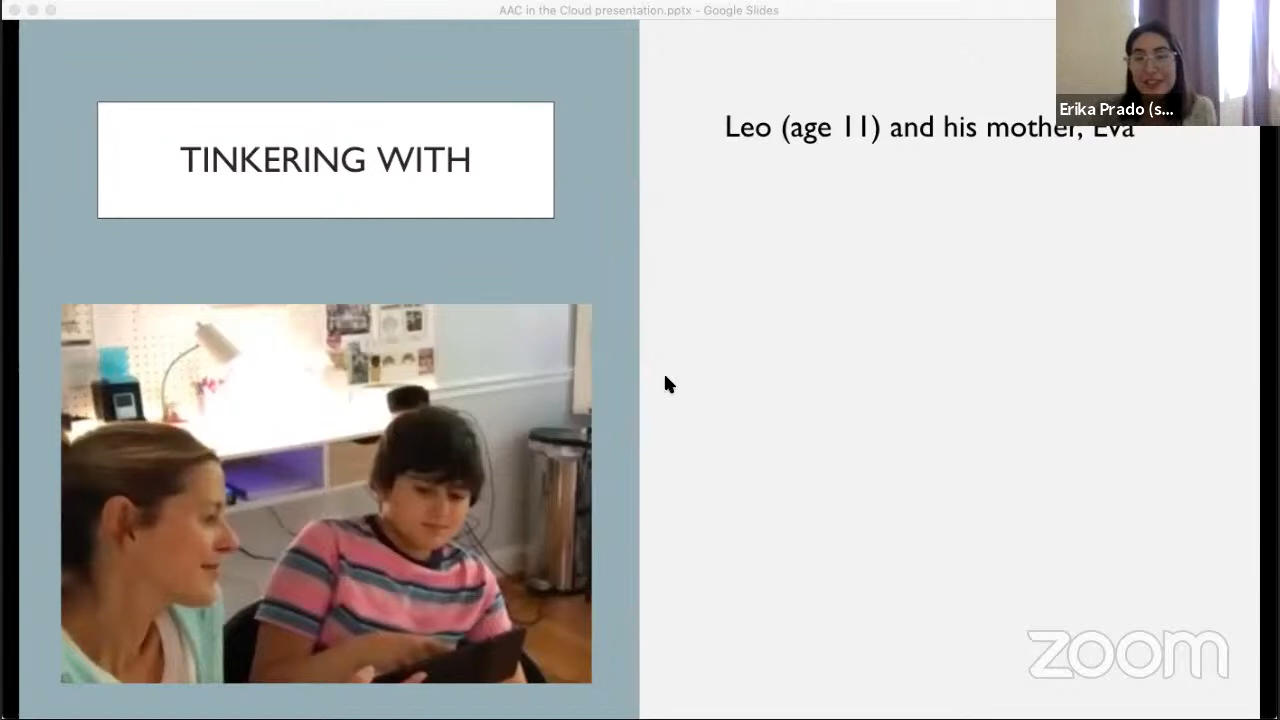 AAC in the Cloud presentation.pptx - Google Slides
TINKERING WITH
Leo (age 11) and his mother, Eva
Erika Prado (s...
zoom